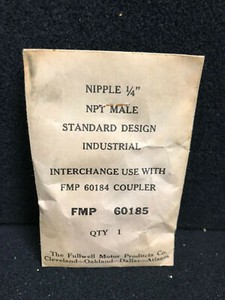 NIPPLE ¼"
NPT MALE
STANDARD DESIGN
INDUSTRIAL
INTERCHANGE USE WITH
FMP 60184 COUPLER
FMP 60185
QTY 1
The Fullwell Motor Products Co.
Cleveland—Oakland—Dallas—Atlanta